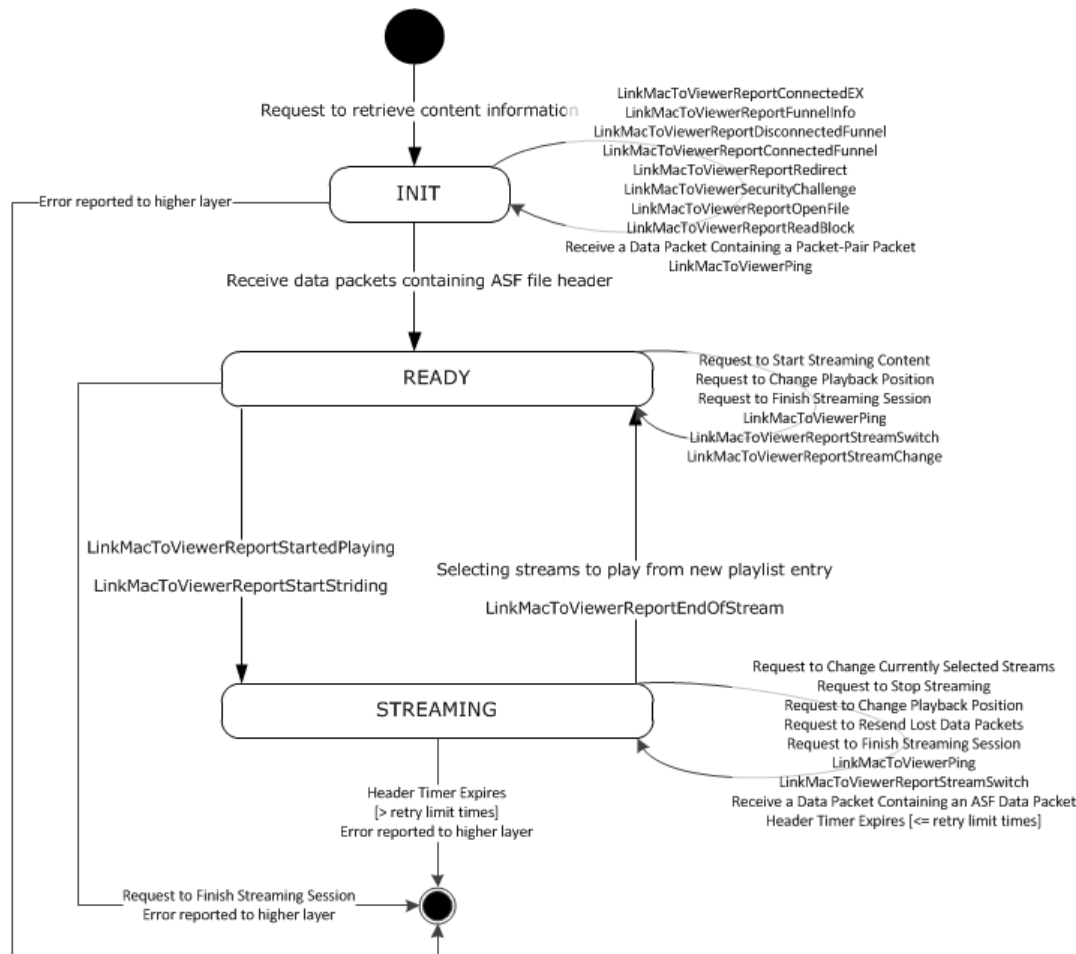 Request to retrieve content information
LinkMacToViewerReportConnectedEX
LinkMacToViewerReportFunnelInfo
LinkMacToViewerReportDisconnectedFunnel
LinkMacToViewerReportConnectedFunnel
LinkMacToViewerReportRedirect
LinkMacToViewerSecurityChallenge
LinkMacToViewerReportOpenFile
LinkMacToViewerReportReadBlock
Receive a Data Packet Containing a Packet-Pair Packet
LinkMacToViewerPing
INIT
Error reported to higher layer
Receive data packets containing ASF file header
READY
Request to Start Streaming Content
Request to Change Playback Position
Request to Finish Streaming Session
LinkMacToViewerPing
LinkMacToViewerReportStreamSwitch
LinkMacToViewerReportStreamChange
LinkMacToViewerReportStartedPlaying
LinkMacToViewerReportStartStriding
Selecting streams to play from new playlist entry
LinkMacToViewerReportEndOfStream
STREAMING
Request to Change Currently Selected Streams
Request to Stop Streaming
Request to Change Playback Position
Request to Resend Lost Data Packets
Request to Finish Streaming Session
LinkMacToViewerPing
LinkMacToViewerReportStreamSwitch
Receive a Data Packet Containing an ASF Data Packet
Header Timer Expires [<= retry limit times]
Header Timer Expires
[> retry limit times]
Error reported to higher layer
Request to Finish Streaming Session
Error reported to higher layer